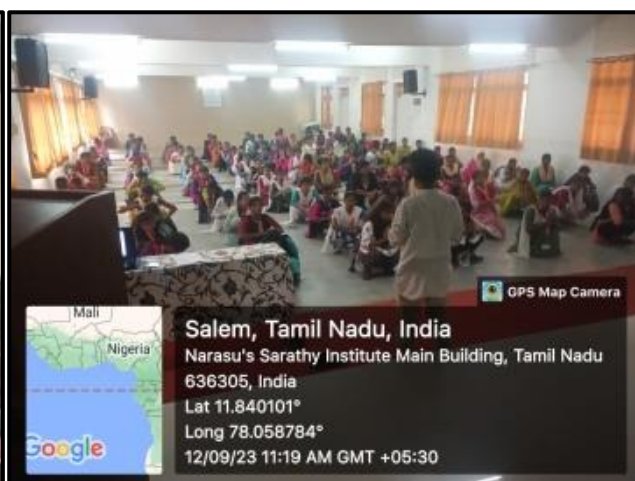 GPS Map Camera
Mali
Nigeria
Google
Salem, Tamil Nadu, India
Narasu's Sarathy Institute Main Building, Tamil Nadu
636305, India
Lat 11.840101°
Long 78.058784°
12/09/23 11:19 AM GMT +05:30